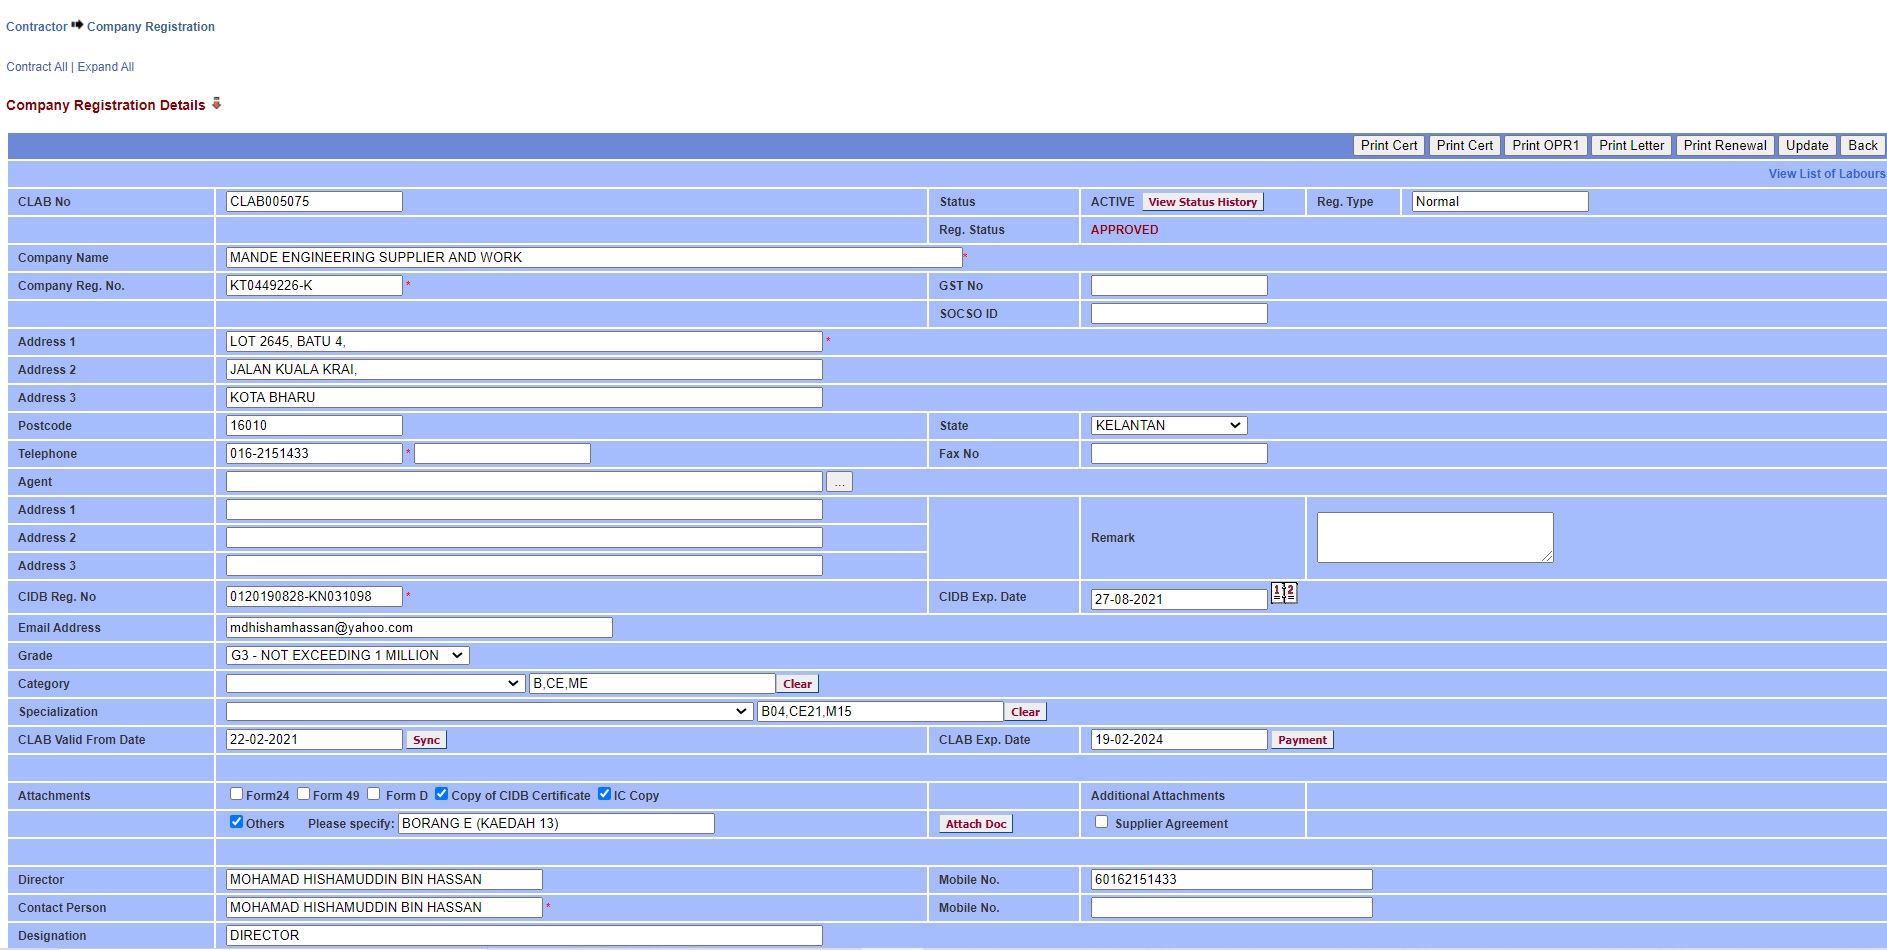 Contractor Company Registration
Contract All | Expand All
Company Registration Details
Print Cert Print Cert Print OPR1 Print Letter Print Renewal Update Back
View List of Labours
CLAB No CLAB005075 Status ACTIVE View Status History Reg. Type Normal
Reg. Status APPROVED
Company Name MANDE ENGINEERING SUPPLIER AND WORK *
Company Reg. No. KT0449226-K * GST No
SOCSO ID
Address 1 LOT 2645, BATU 4, *
Address 2 JALAN KUALA KRAI,
Address 3 KOTA BHARU
Postcode 16010 State KELANTAN
Telephone 016-2151433 * Fax No
Agent ...
Address 1
Address 2 Remark
Address 3
CIDB Reg. No 0120190828-KN031098 * CIDB Exp. Date 27-08-2021 12
Email Address mdhishamhassan@yahoo.com
Grade G3 - NOT EXCEEDING 1 MILLION
Category B,CE,ME Clear
Specialization B04,CE21,M15 Clear
CLAB Valid From Date 22-02-2021 Sync CLAB Exp. Date 19-02-2024 Payment
Attachments Form24 Form 49 Form D Copy of CIDB Certificate IC Copy Additional Attachments
Others Please specify: BORANG E (KAEDAH 13) Attach Doc Supplier Agreement
Director MOHAMAD HISHAMUDDIN BIN HASSAN Mobile No. 60162151433
Contact Person MOHAMAD HISHAMUDDIN BIN HASSAN * Mobile No.
Designation DIRECTOR